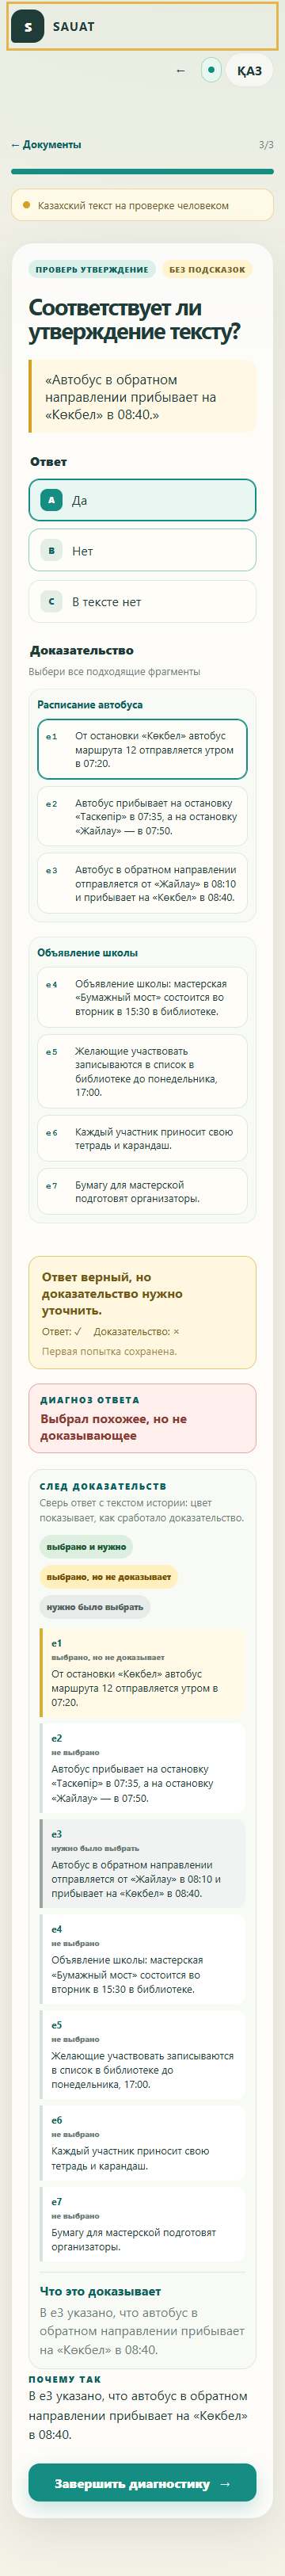 S SAUAT
← ҚАЗ
← Документы 3/3
Казахский текст на проверке человеком
ПРОВЕРЬ УТВЕРЖДЕНИЕ БЕЗ ПОДСКАЗОК
Соответствует ли
утверждение тексту?
«Автобус в обратном
направлении прибывает на
«Көкбел» в 08:40.»
Ответ
A Да
B Нет
C В тексте нет
Доказательство
Выбери все подходящие фрагменты
Расписание автобуса
e1 От остановки «Көкбел» автобус
маршрута 12 отправляется утром
в 07:20.
e2 Автобус прибывает на остановку
«Таскөпір» в 07:35, а на остановку
«Жайлау» — в 07:50.
e3 Автобус в обратном направлении
отправляется от «Жайлау» в 08:10
и прибывает на «Көкбел» в 08:40.
Объявление школы
e4 Объявление школы: мастерская
«Бумажный мост» состоится во
вторник в 15:30 в библиотеке.
e5 Желающие участвовать
записываются в список в
библиотеке до понедельника,
17:00.
e6 Каждый участник приносит свою
тетрадь и карандаш.
e7 Бумагу для мастерской
подготовят организаторы.
Ответ верный, но
доказательство нужно
уточнить.
Ответ: ✓ Доказательство: ×
Первая попытка сохранена.
ДИАГНОЗ ОТВЕТА
Выбрал похожее, но не
доказывающее
СЛЕД ДОКАЗАТЕЛЬСТВ
Сверь ответ с текстом истории: цвет
показывает, как сработало доказательство.
выбрано и нужно
выбрано, но не доказывает
нужно было выбрать
e1
выбрано, но не доказывает
От остановки «Көкбел» автобус
маршрута 12 отправляется утром в
07:20.
e2
не выбрано
Автобус прибывает на остановку
«Таскөпір» в 07:35, а на остановку
«Жайлау» — в 07:50.
e3
нужно было выбрать
Автобус в обратном направлении
отправляется от «Жайлау» в 08:10 и
прибывает на «Көкбел» в 08:40.
e4
не выбрано
Объявление школы: мастерская
«Бумажный мост» состоится во
вторник в 15:30 в библиотеке.
e5
не выбрано
Желающие участвовать записываются
в список в библиотеке до
понедельника, 17:00.
e6
не выбрано
Каждый участник приносит свою
тетрадь и карандаш.
e7
не выбрано
Бумагу для мастерской подготовят
организаторы.
Что это доказывает
В e3 указано, что автобус в
обратном направлении прибывает
на «Көкбел» в 08:40.
ПОЧЕМУ ТАК
В e3 указано, что автобус в обратном
направлении прибывает на «Көкбел»
в 08:40.
Завершить диагностику →